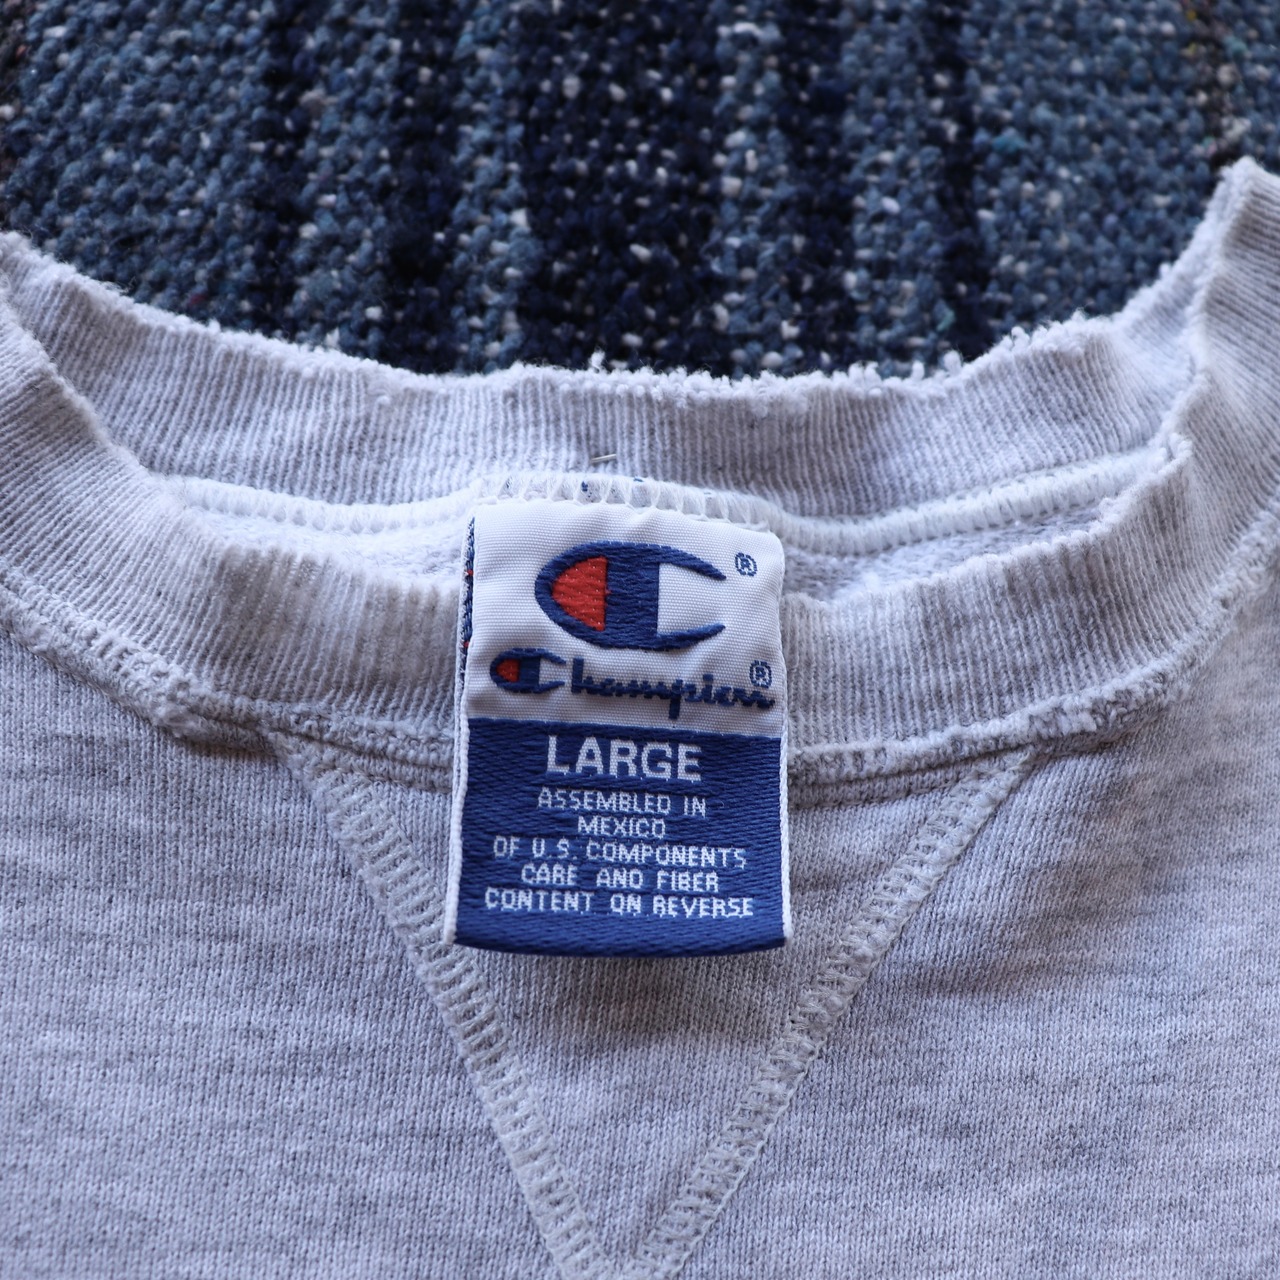 ®
Champion®
LARGE
ASSEMBLED IN
MEXICO
OF U.S. COMPONENTS
CARE AND FIBER
CONTENT ON REVERSE